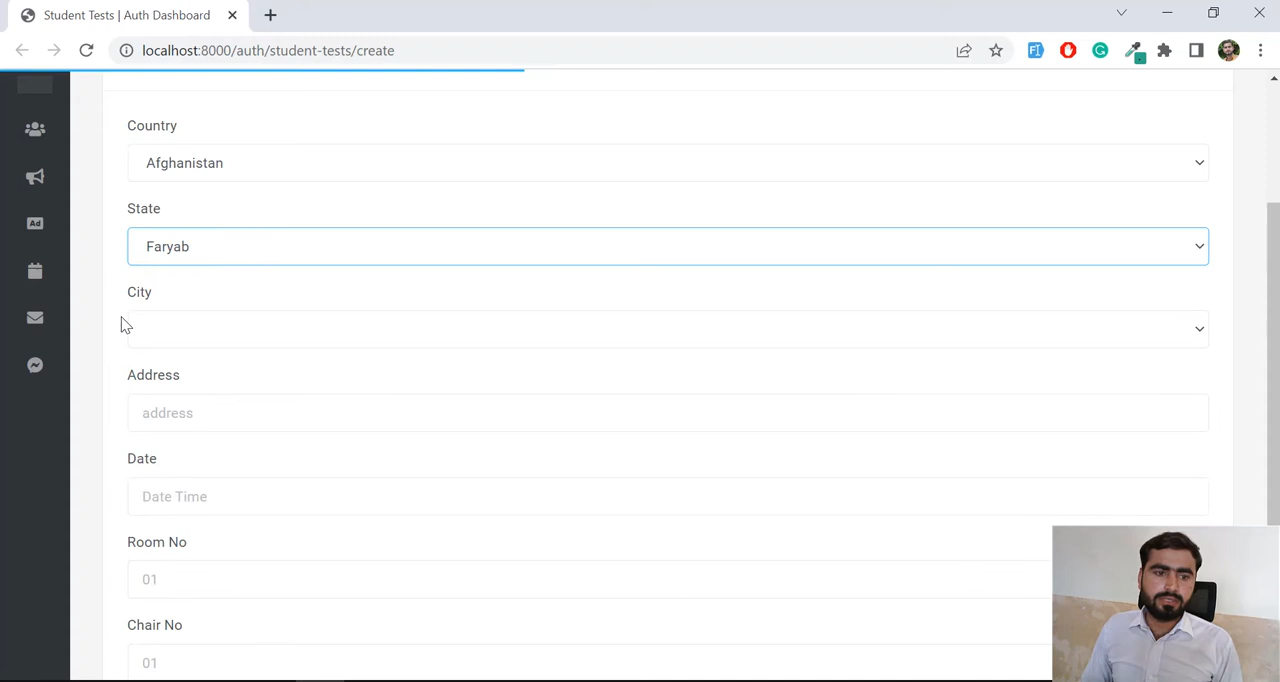 Student Tests | Auth Dashboard
localhost:8000/auth/student-tests/create
Country
Afghanistan
State
Ad
Faryab
City
Address
address
Date
Date Time
Room No
01
Chair No
01